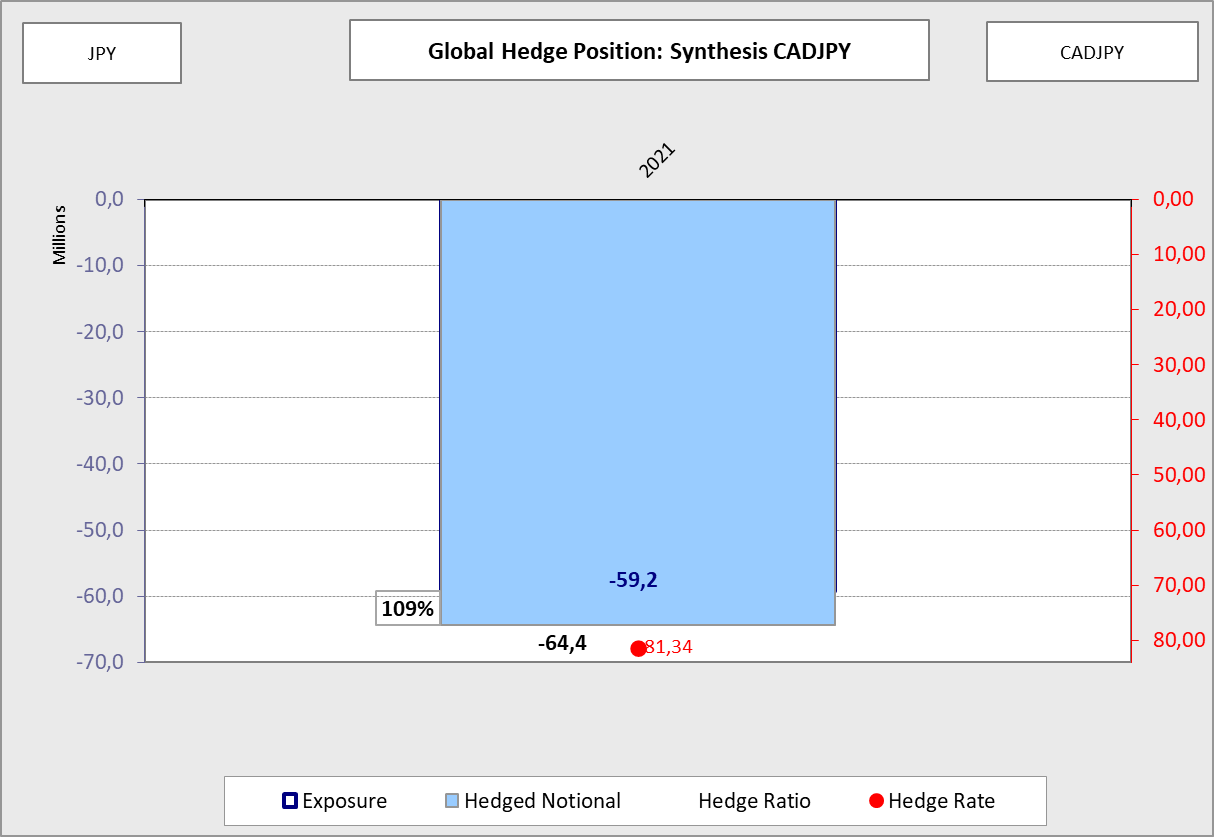 JPY
Global Hedge Position: Synthesis CADJPY
CADJPY
2021
Millions
0,0
-10,0
-20,0
-30,0
-40,0
-50,0
-60,0
-70,0
0,00
10,00
20,00
30,00
40,00
50,00
60,00
70,00
80,00
-59,2
109%
-64,4
81,34
Exposure
Hedged Notional
Hedge Ratio
Hedge Rate